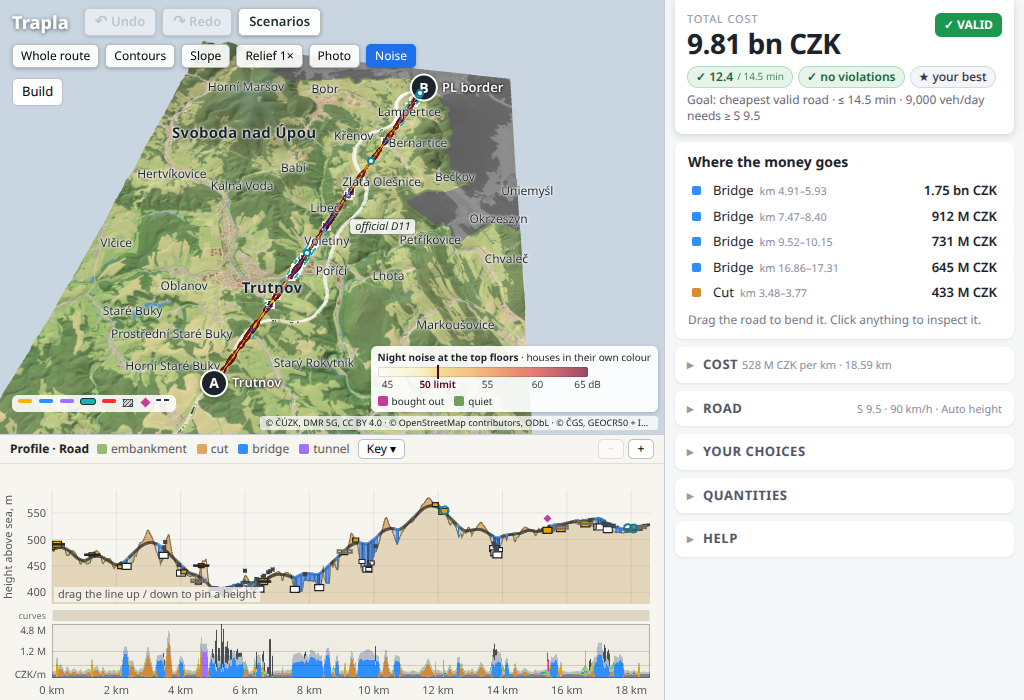 Trapla
↶ Undo
↷ Redo
Scenarios
Whole route
Contours
Slope
Relief 1×
Photo
Noise
Build
Horní Maršov
Bobr
B
PL border
Lampertice
Svoboda nad Úpou
Křenov
Bernartice
Babí
Hertvíkovice
Kalná Voda
Zlatá Olešnice
Bečkov
Uniemyśl
Libeč
official D11
Okrzeszyn
Vlčice
Voletiny
Petříkovice
Chvaleč
Poříčí
Lhota
Oblanov
Trutnov
Staré Buky
Markoušovice
Prostřední Staré Buky
Horní Staré Buky
Starý Rokytník
A
Trutnov
Night noise at the top floors · houses in their own colour
45
50 limit
55
60
65 dB
bought out
quiet
© ČÚZK, DMR 5G, CC BY 4.0 · © OpenStreetMap contributors, ODbL · © ČGS, GEOCR50 + I...
Profile · Road
embankment
cut
bridge
tunnel
Key ▾
−
+
height above sea, m
550
500
450
400
drag the line up / down to pin a height
curves
4.8 M
1.2 M
CZK/m
0 km
2 km
4 km
6 km
8 km
10 km
12 km
14 km
16 km
18 km
TOTAL COST
✓ VALID
9.81 bn CZK
✓ 12.4 / 14.5 min
✓ no violations
★ your best
Goal: cheapest valid road · ≤ 14.5 min · 9,000 veh/day
needs ≥ S 9.5
Where the money goes
Bridge km 4.91–5.93 1.75 bn CZK
Bridge km 7.47–8.40 912 M CZK
Bridge km 9.52–10.15 731 M CZK
Bridge km 16.86–17.31 645 M CZK
Cut km 3.48–3.77 433 M CZK
Drag the road to bend it. Click anything to inspect it.
▸ COST 528 M CZK per km · 18.59 km
▸ ROAD S 9.5 · 90 km/h · Auto height
▸ YOUR CHOICES
▸ QUANTITIES
▸ HELP